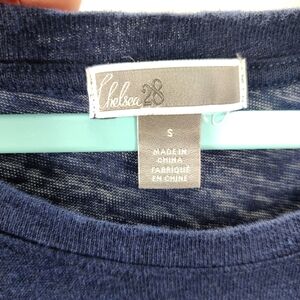 Chelsea 28
S
MADE IN
CHINA
FABRIQUÉ
EN CHINE